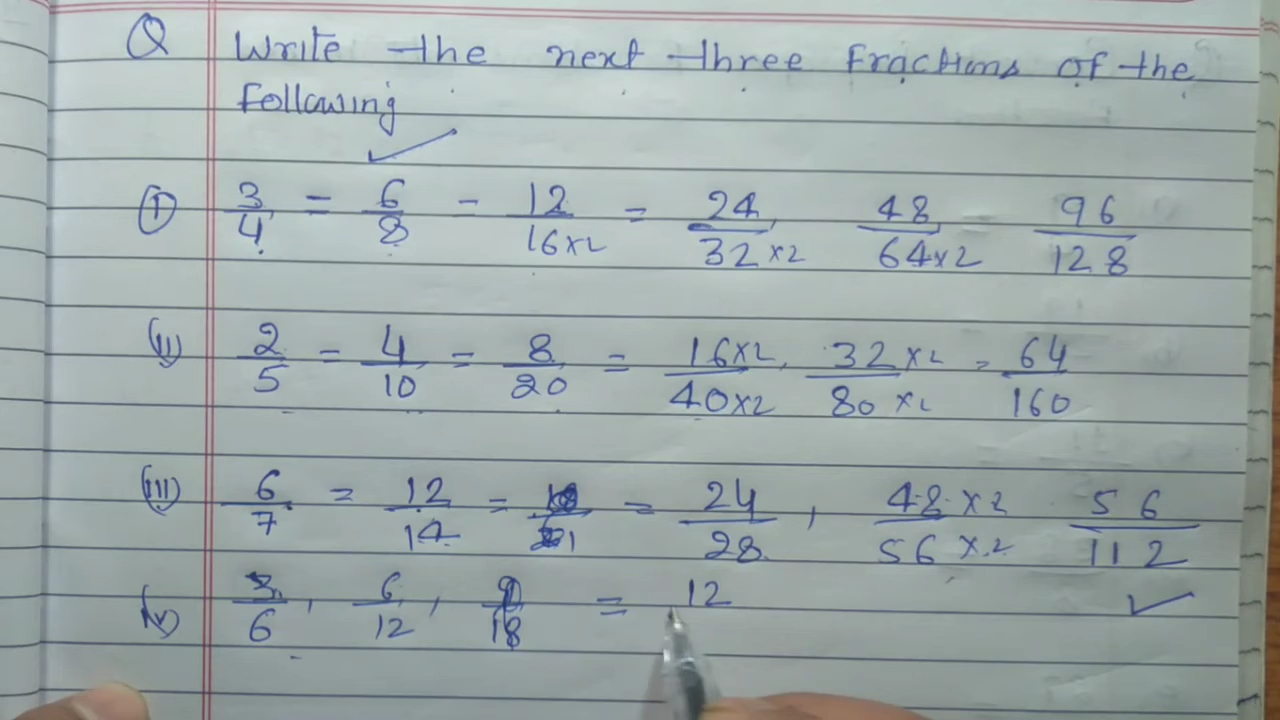 Q Write the next three Fractions of the
Following
(i) 3/4 = 6/8 - 12/16×2 = 24/32×2 48/64×2 = 96/128
(ii) 2/5 = 4/10 = 8/20 = 16×2/40×2, 32×2/80×2 = 64/160
(iii) 6/7 = 12/14 = 18/21 = 24/28, 48×2/56×2 56/112
(iv) 3/6, 6/12, 9/18 = 12